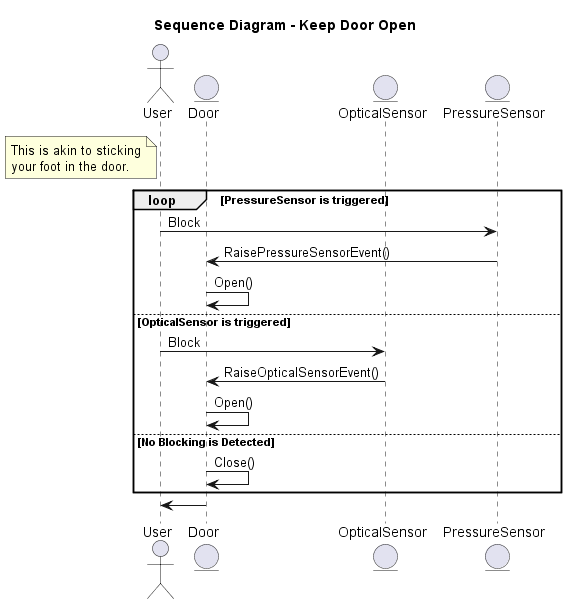 Sequence Diagram - Keep Door Open
User
Door
OpticalSensor
PressureSensor
This is akin to sticking
your foot in the door.
loop
[PressureSensor is triggered]
Block
RaisePressureSensorEvent()
Open()
[OpticalSensor is triggered]
Block
RaiseOpticalSensorEvent()
Open()
[No Blocking is Detected]
Close()
User
Door
OpticalSensor
PressureSensor